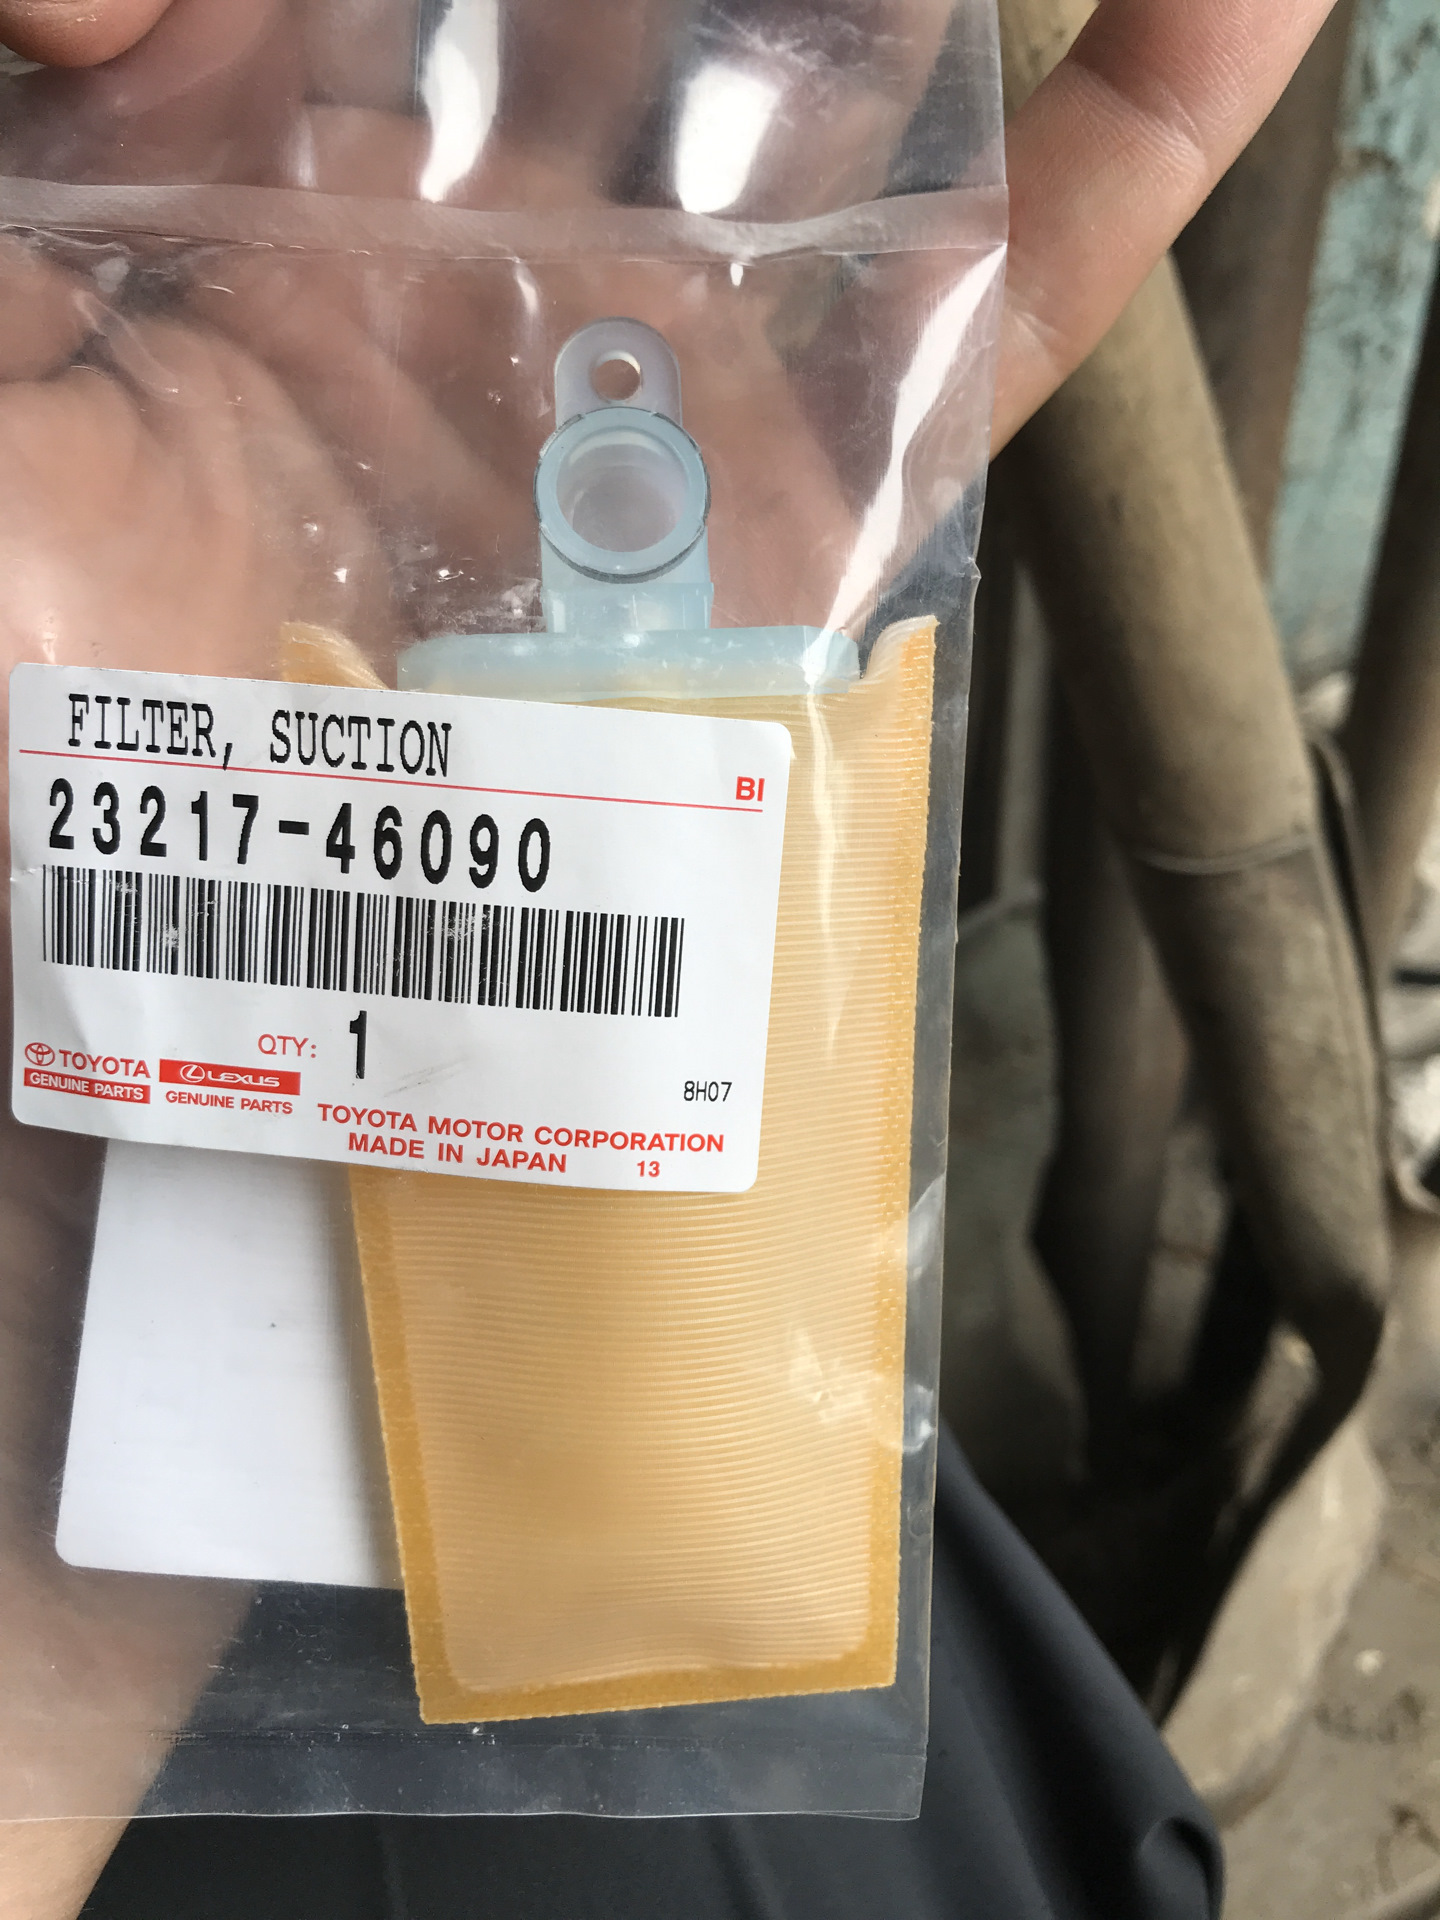 FILTER, SUCTION
BI
23217-46090
QTY: 1
TOYOTA
GENUINE PARTS
LEXUS
GENUINE PARTS
8H07
TOYOTA MOTOR CORPORATION
MADE IN JAPAN 13